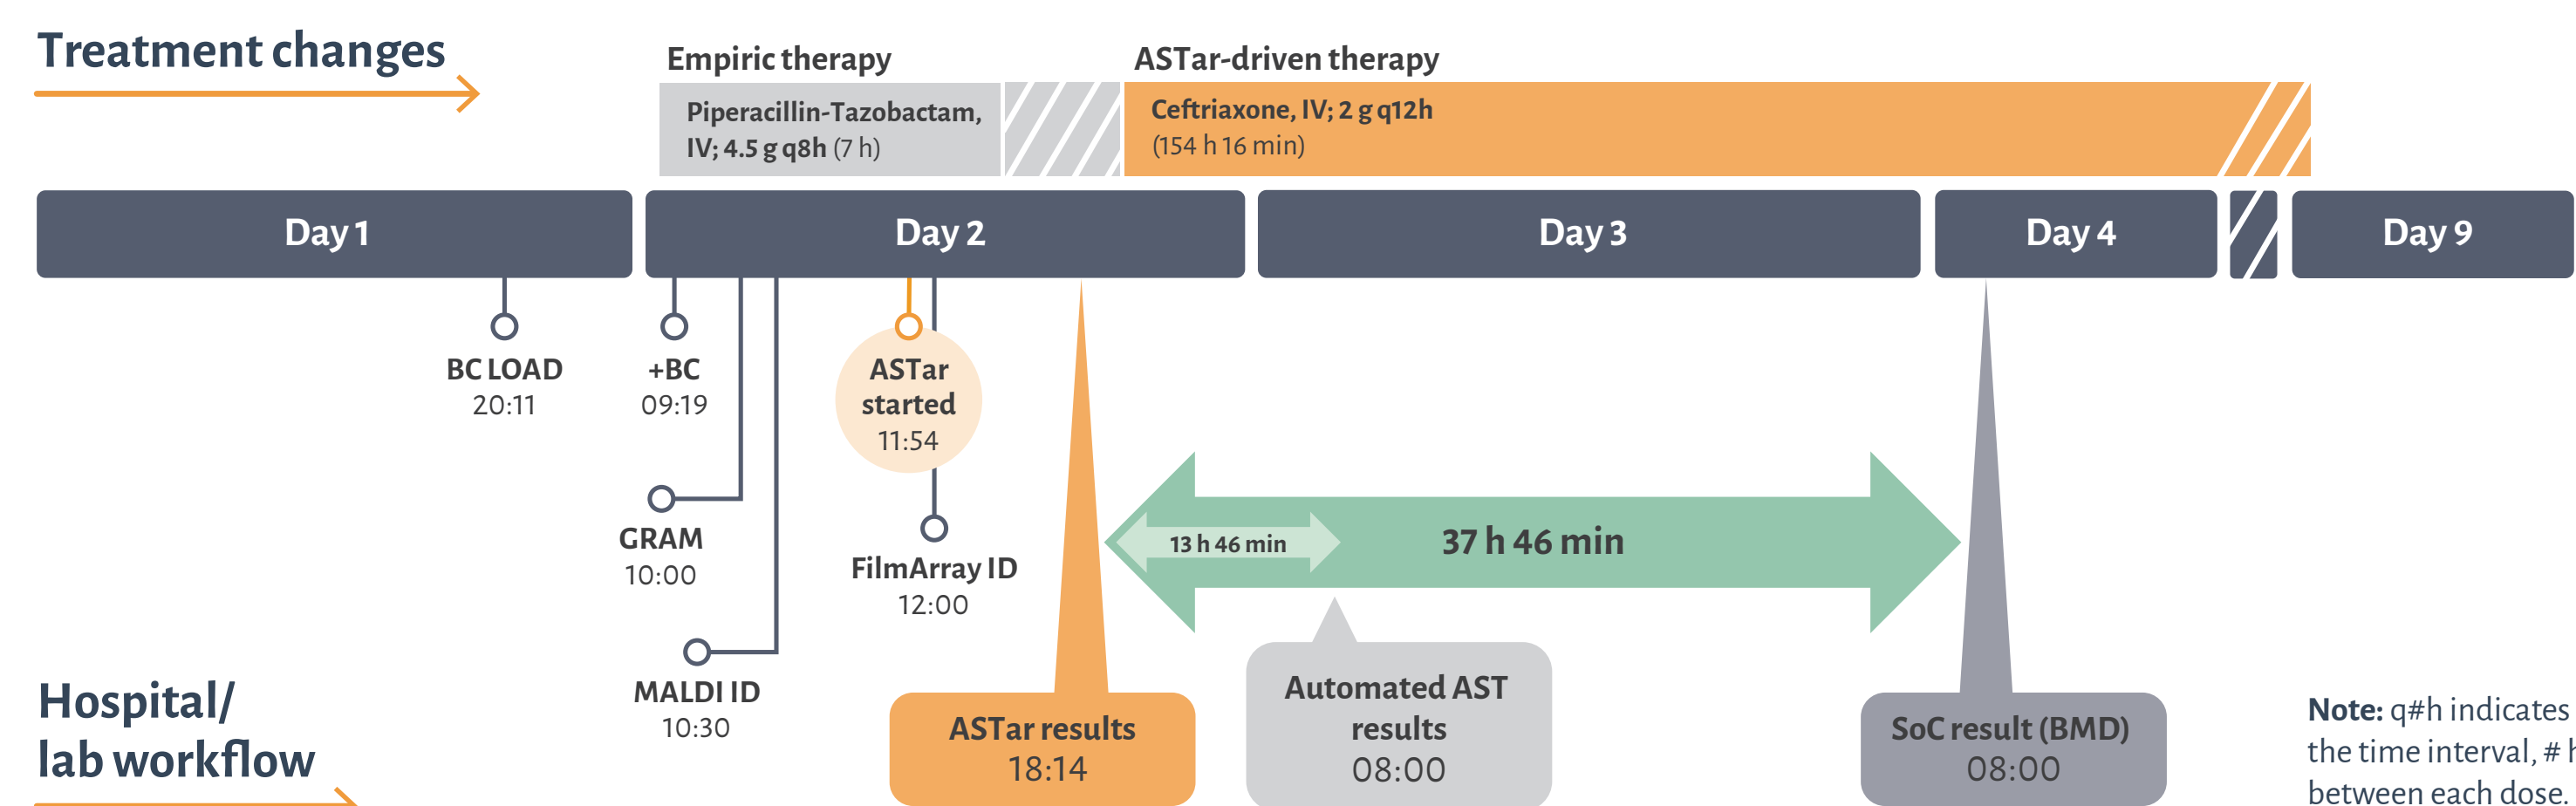 Treatment changes
Empiric therapy
ASTar-driven therapy
Piperacillin-Tazobactam,
IV; 4.5 g q8h (7 h)
Ceftriaxone, IV; 2 g q12h
(154 h 16 min)
Day 1
Day 2
Day 3
Day 4
Day 9
BC LOAD
20:11
+BC
09:19
ASTar
started
11:54
GRAM
10:00
FilmArray ID
12:00
13 h 46 min
37 h 46 min
MALDI ID
10:30
Hospital/
lab workflow
ASTar results
18:14
Automated AST
results
08:00
SoC result (BMD)
08:00
Note: q#h indicates
the time interval, # h
between each dose.